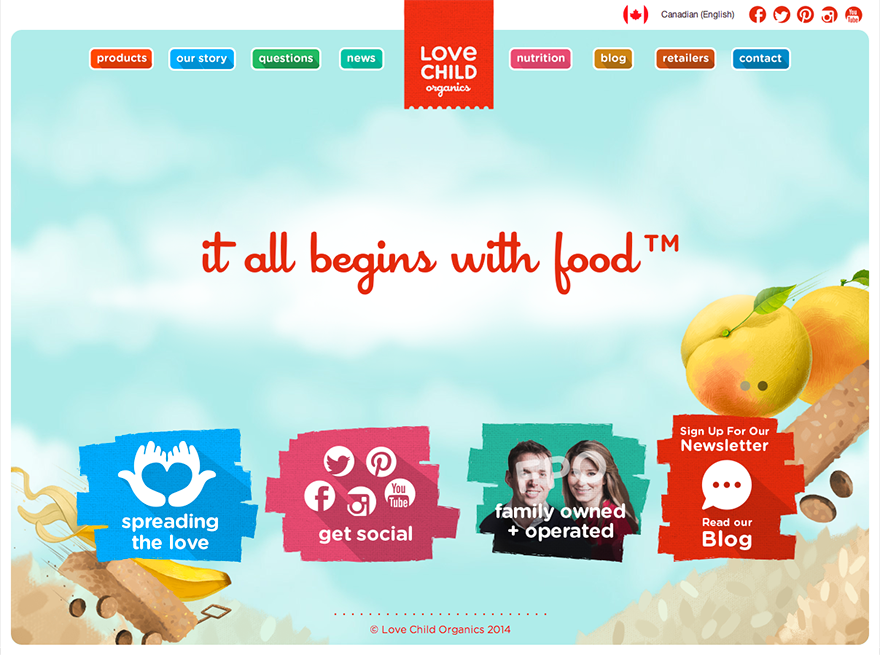 Canadian (English)
You
Tube
products
our story
questions
news
LOVe
CHILD
organics
nutrition
blog
retailers
contact
it all begins with food™
Sign Up For Our
Newsletter
You
Tube
FPO
spreading
the love
get social
family owned
+ operated
Read our
Blog
© Love Child Organics 2014